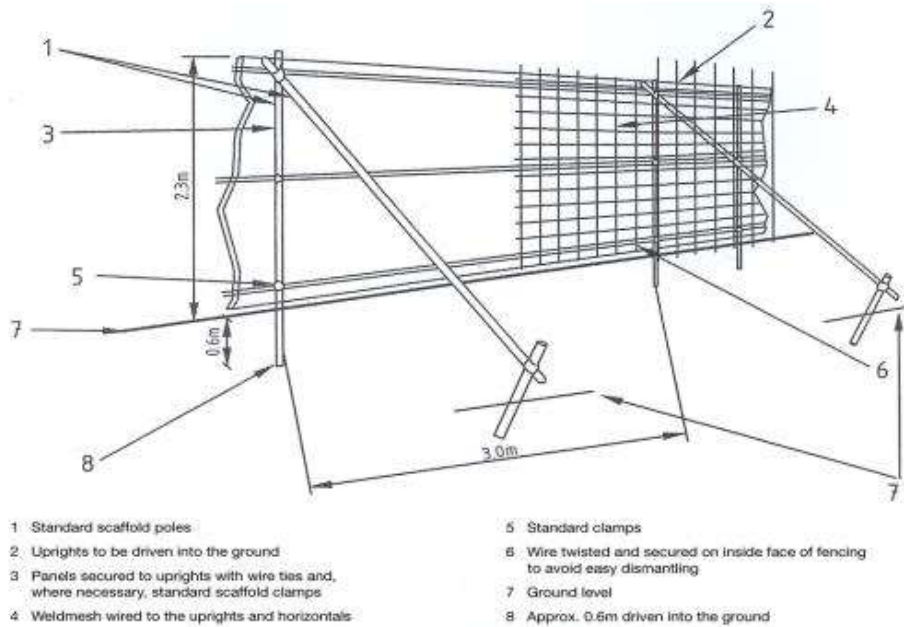 2
1
4
3
2.3m
5
7
0.6m
6
8
3.0m
7
1 Standard scaffold poles
2 Uprights to be driven into the ground
3 Panels secured to uprights with wire ties and,
where necessary, standard scaffold clamps
4 Weldmesh wired to the uprights and horizontals
5 Standard clamps
6 Wire twisted and secured on inside face of fencing
to avoid easy dismantling
7 Ground level
8 Approx. 0.6m driven into the ground